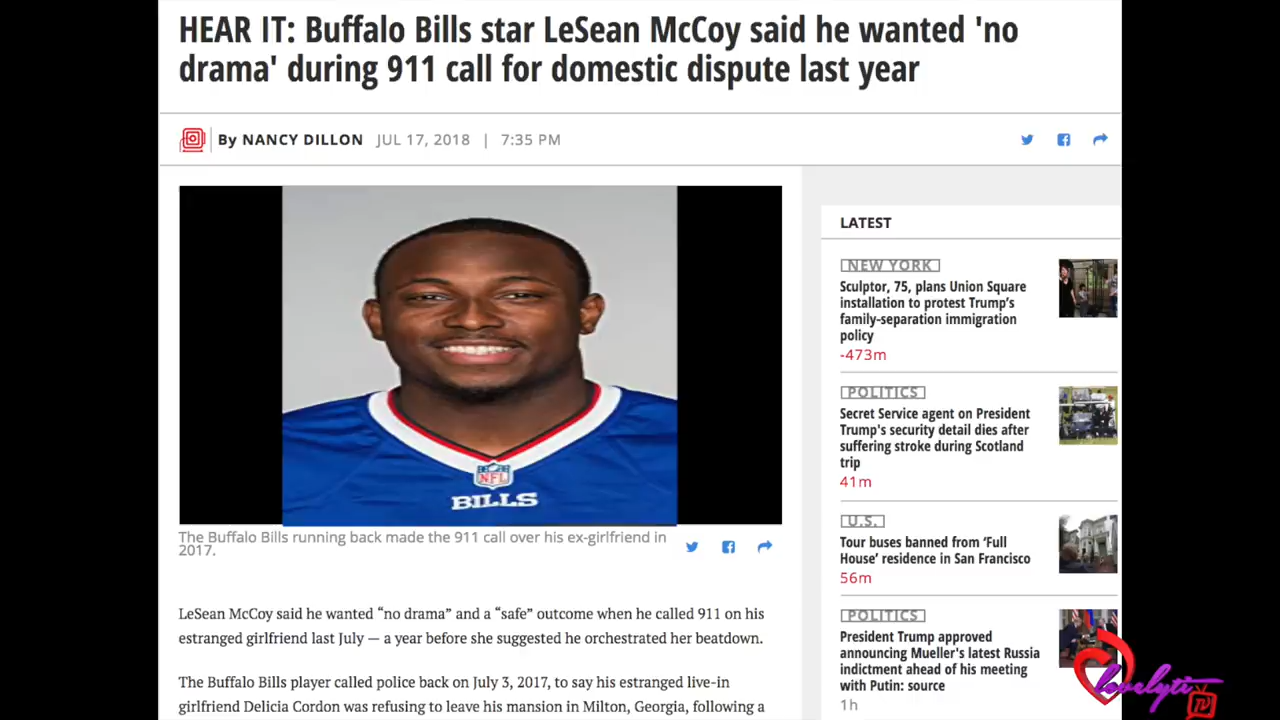 HEAR IT: Buffalo Bills star LeSean McCoy said he wanted 'no
drama' during 911 call for domestic dispute last year
By NANCY DILLON JUL 17, 2018 | 7:35 PM
NFL
BILLS
The Buffalo Bills running back made the 911 call over his ex-girlfriend in
2017.
LeSean McCoy said he wanted “no drama” and a “safe” outcome when he called 911 on his
estranged girlfriend last July — a year before she suggested he orchestrated her beatdown.
The Buffalo Bills player called police back on July 3, 2017, to say his estranged live-in
girlfriend Delicia Cordon was refusing to leave his mansion in Milton, Georgia, following a
LATEST
NEW YORK
Sculptor, 75, plans Union Square
installation to protest Trump’s
family-separation immigration
policy
-473m
POLITICS
Secret Service agent on President
Trump's security detail dies after
suffering stroke during Scotland
trip
41m
U.S.
Tour buses banned from ‘Full
House’ residence in San Francisco
56m
POLITICS
President Trump approved
announcing Mueller's latest Russia
indictment ahead of his meeting
with Putin: source
1h
lovelyti
TV